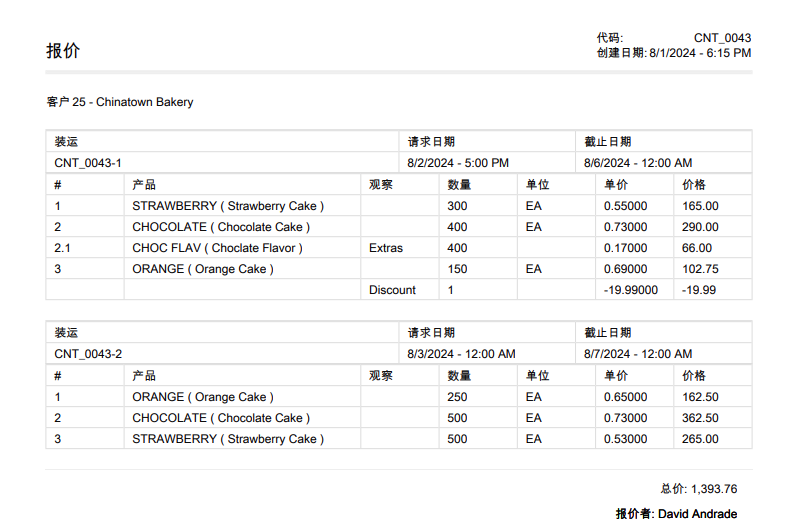 报价
代码: CNT_0043
创建日期: 8/1/2024 - 6:15 PM
客户 25 - Chinatown Bakery
装运 请求日期 截止日期
CNT_0043-1 8/2/2024 - 5:00 PM 8/6/2024 - 12:00 AM
# 产品 观察 数量 单位 单价 价格
1 STRAWBERRY ( Strawberry Cake ) 300 EA 0.55000 165.00
2 CHOCOLATE ( Chocolate Cake ) 400 EA 0.73000 290.00
2.1 CHOC FLAV ( Choclate Flavor ) Extras 400 0.17000 66.00
3 ORANGE ( Orange Cake ) 150 EA 0.69000 102.75
Discount 1 -19.99000 -19.99
装运 请求日期 截止日期
CNT_0043-2 8/3/2024 - 12:00 AM 8/7/2024 - 12:00 AM
# 产品 观察 数量 单位 单价 价格
1 ORANGE ( Orange Cake ) 250 EA 0.65000 162.50
2 CHOCOLATE ( Chocolate Cake ) 500 EA 0.73000 362.50
3 STRAWBERRY ( Strawberry Cake ) 500 EA 0.53000 265.00
总价: 1,393.76
报价者: David Andrade